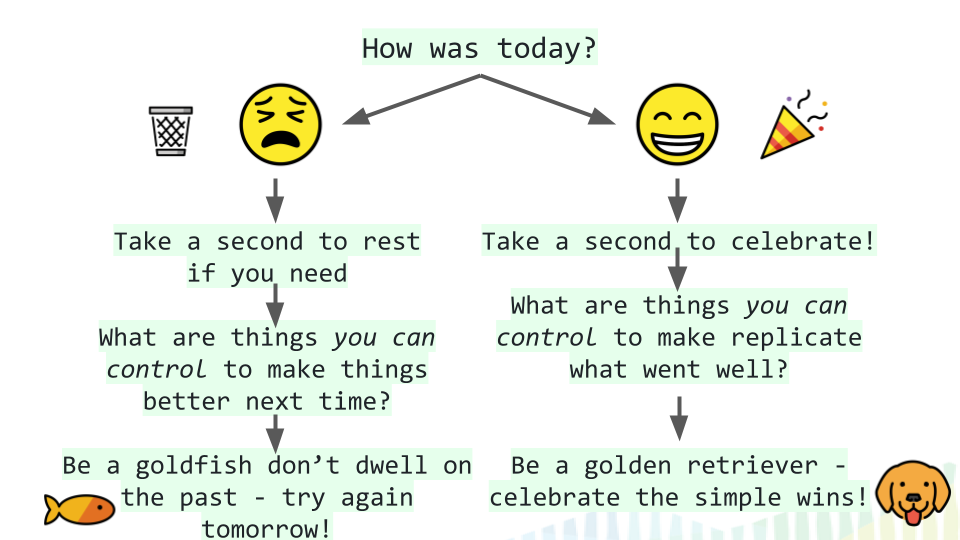 How was today?
Take a second to rest
if you need
What are things you can
control to make things
better next time?
Be a goldfish don’t dwell on
the past - try again
tomorrow!
Take a second to celebrate!
What are things you can
control to make replicate
what went well?
Be a golden retriever -
celebrate the simple wins!